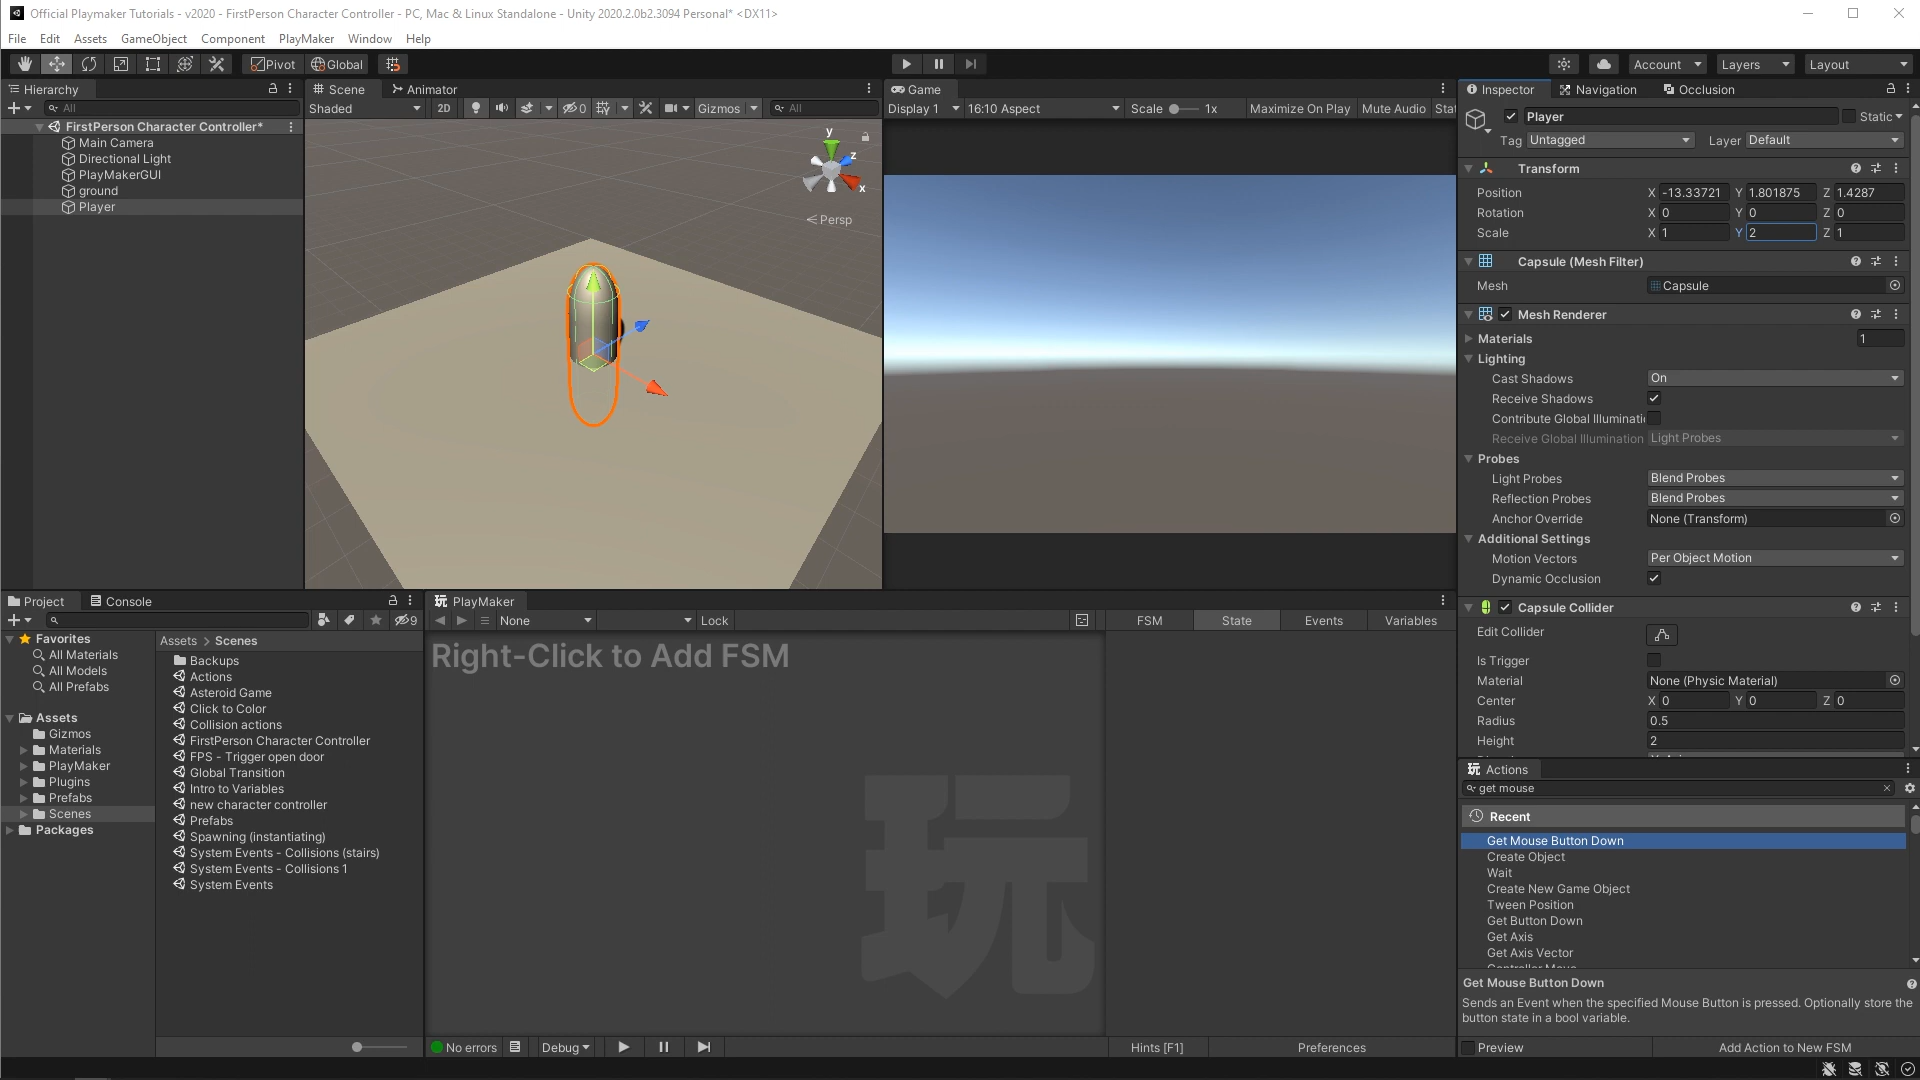 Official Playmaker Tutorials - v2020 - FirstPerson Character Controller - PC, Mac & Linux Standalone - Unity 2020.2.0b2.3094 Personal* <DX11>
File Edit Assets GameObject Component PlayMaker Window Help
Pivot Global Account Layers Layout
Hierarchy
All
FirstPerson Character Controller*
Main Camera
Directional Light
PlayMakerGUI
ground
Player
Scene Animator
Shaded 2D 0 Gizmos All
y
z
x
Persp
Game
Display 1 16:10 Aspect Scale 1x Maximize On Play Mute Audio Stat
Inspector Navigation Occlusion
Player Static
Tag Untagged Layer Default
Transform
Position X -13.33721 Y 1.801875 Z 1.4287
Rotation X 0 Y 0 Z 0
Scale X 1 Y 2 Z 1
Capsule (Mesh Filter)
Mesh Capsule
Mesh Renderer
Materials 1
Lighting
Cast Shadows On
Receive Shadows
Contribute Global Illuminati
Receive Global Illumination Light Probes
Probes
Light Probes Blend Probes
Reflection Probes Blend Probes
Anchor Override None (Transform)
Additional Settings
Motion Vectors Per Object Motion
Dynamic Occlusion
Capsule Collider
Edit Collider
Is Trigger
Material None (Physic Material)
Center X 0 Y 0 Z 0
Radius 0.5
Height 2
Project Console
9
Favorites
All Materials
All Models
All Prefabs
Assets
Gizmos
Materials
PlayMaker
Plugins
Prefabs
Scenes
Packages
Assets > Scenes
Backups
Actions
Asteroid Game
Click to Color
Collision actions
FirstPerson Character Controller
FPS - Trigger open door
Global Transition
Intro to Variables
new character controller
Prefabs
Spawning (instantiating)
System Events - Collisions (stairs)
System Events - Collisions 1
System Events
玩 PlayMaker
None Lock
FSM State Events Variables
Right-Click to Add FSM
玩
No errors Debug Hints [F1] Preferences
玩 Actions
get mouse
Recent
Get Mouse Button Down
Create Object
Wait
Create New Game Object
Tween Position
Get Button Down
Get Axis
Get Axis Vector
Get Mouse Button Down
Sends an Event when the specified Mouse Button is pressed. Optionally store the
button state in a bool variable.
Preview Add Action to New FSM